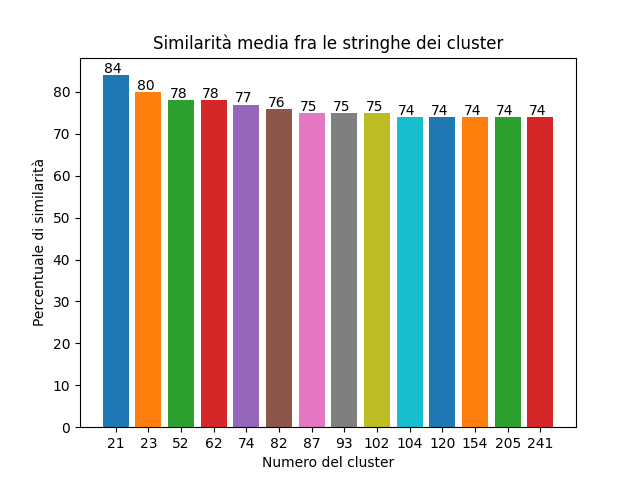 Similarità media fra le stringhe dei cluster
84 80 78 78 77 76 75 75 75 74 74 74 74 74
80
70
60
50
40
30
20
10
0
Percentuale di similarità
21 23 52 62 74 82 87 93 102 104 120 154 205 241
Numero del cluster